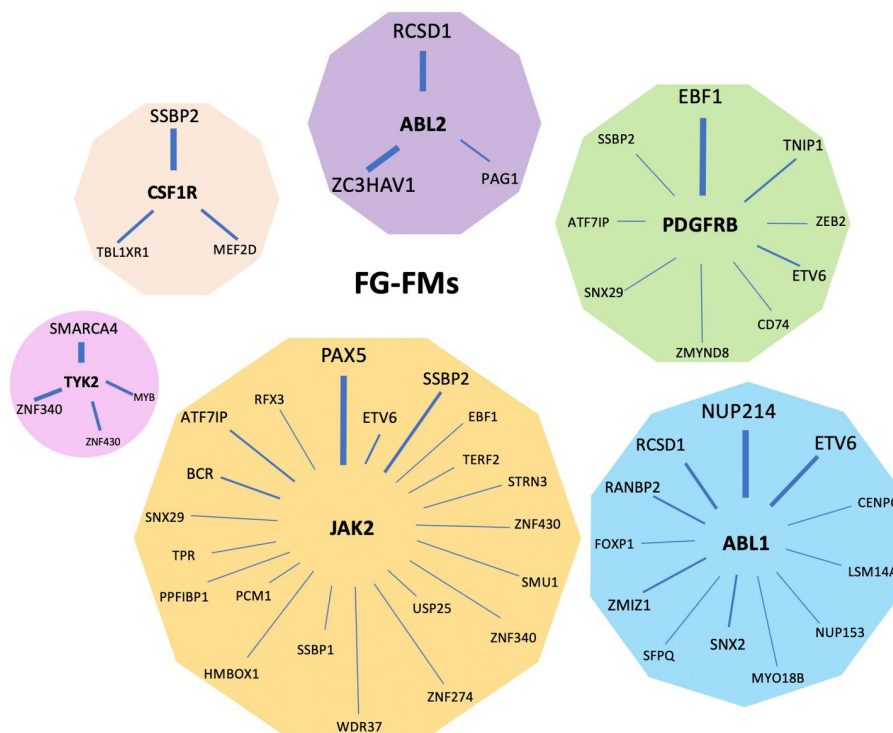 RCSD1
ABL2
ZC3HAV1
PAG1
SSBP2
CSF1R
TBL1XR1
MEF2D
EBF1
SSBP2
TNIP1
ATF7IP
PDGFRB
ZEB2
ETV6
SNX29
CD74
ZMYND8
FG-FMs
SMARCA4
TYK2
ZNF340
MYB
ZNF430
PAX5
SSBP2
RFX3
ATF7IP
ETV6
EBF1
TERF2
BCR
STRN3
SNX29
JAK2
ZNF430
TPR
SMU1
PPFIBP1
PCM1
USP25
ZNF340
SSBP1
HMBOX1
ZNF274
WDR37
NUP214
RCSD1
ETV6
RANBP2
CENPC
FOXP1
ABL1
LSM14A
ZMIZ1
NUP153
SNX2
SFPQ
MYO18B